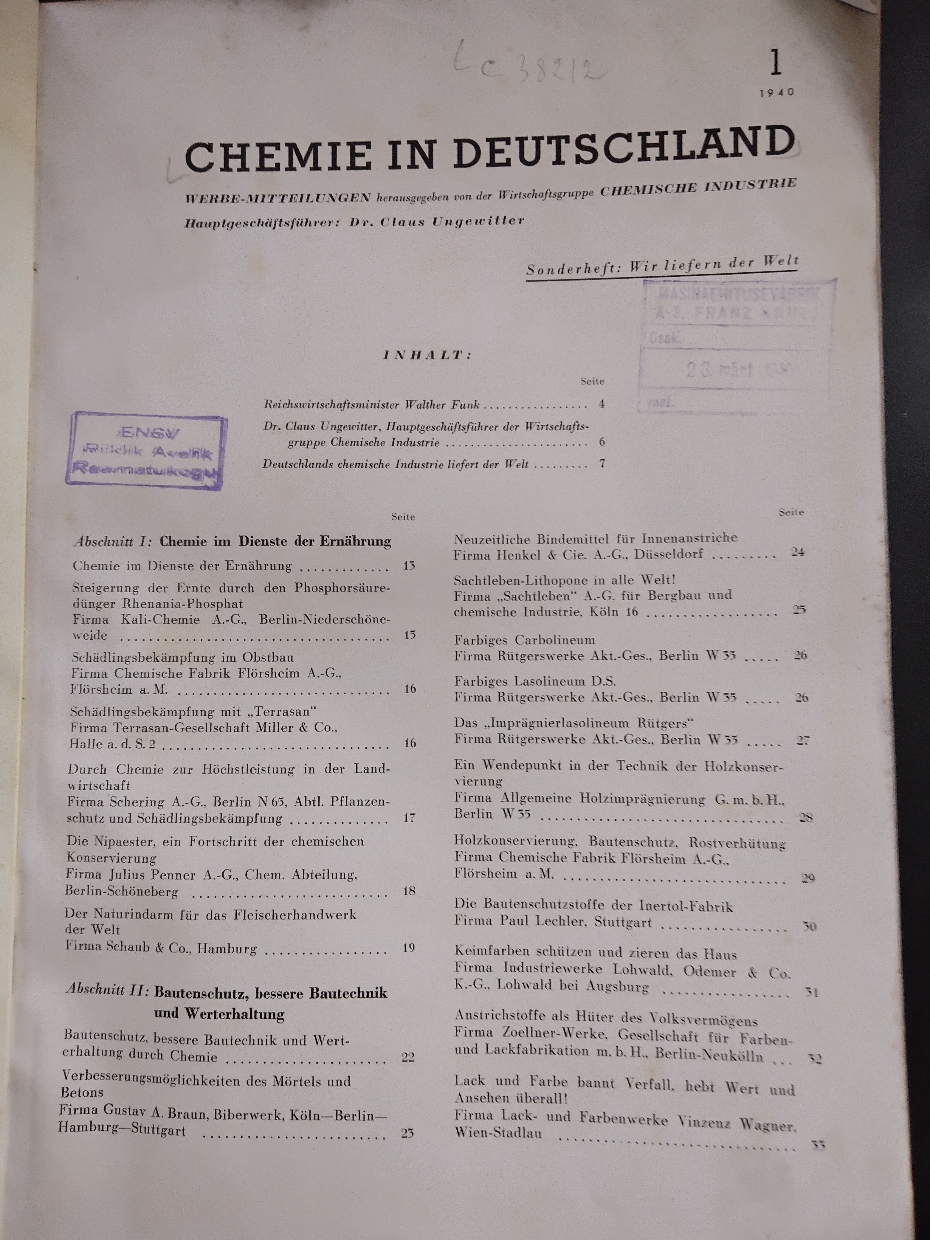 Lc 38212
1
1940
CHEMIE IN DEUTSCHLAND
WERBE-MITTEILUNGEN herausgegeben von der Wirtschaftsgruppe CHEMISCHE INDUSTRIE
Hauptgeschäftsführer: Dr. Claus Ungewitter
Sonderheft: Wir liefern der Welt
MASINAEHITUSEVABRIK
A-S. FRANZ KRULL
Ossk.
23 märt
vast.
ENSV
Riiklik Avalik
Raamatukogu
INHALT:
Seite
Reichswirtschaftsminister Walther Funk ................ 4
Dr. Claus Ungewitter, Hauptgeschäftsführer der Wirtschafts-
gruppe Chemische Industrie ...................... 6
Deutschlands chemische Industrie liefert der Welt ......... 7
Seite
Abschnitt I: Chemie im Dienste der Ernährung
Chemie im Dienste der Ernährung ............. 13
Steigerung der Ernte durch den Phosphorsäure-
dünger Rhenania-Phosphat
Firma Kali-Chemie A.-G., Berlin-Niederschöne-
weide ...................................... 15
Schädlingsbekämpfung im Obstbau
Firma Chemische Fabrik Flörsheim A.-G.,
Flörsheim a. M. .............................. 16
Schädlingsbekämpfung mit „Terrasan“
Firma Terrasan-Gesellschaft Miller & Co.,
Halle a. d. S. 2 ................................ 16
Durch Chemie zur Höchstleistung in der Land-
wirtschaft
Firma Schering A.-G., Berlin N 65, Abtl. Pflanzen-
schutz und Schädlingsbekämpfung .............. 17
Die Nipaester, ein Fortschritt der chemischen
Konservierung
Firma Julius Penner A.-G., Chem. Abteilung,
Berlin-Schöneberg ............................ 18
Der Naturindarm für das Fleischerhandwerk
der Welt
Firma Schaub & Co., Hamburg ................. 19
Abschnitt II: Bautenschutz, bessere Bautechnik
und Werterhaltung
Bautenschutz, bessere Bautechnik und Wert-
erhaltung durch Chemie ....................... 22
Verbesserungsmöglichkeiten des Mörtels und
Betons
Firma Gustav A. Braun, Biberwerk, Köln—Berlin—
Hamburg—Stuttgart .......................... 23
Seite
Neuzeitliche Bindemittel für Innenanstriche
Firma Henkel & Cie. A.-G., Düsseldorf ......... 24
Sachtleben-Lithopone in alle Welt!
Firma „Sachtleben“ A.-G. für Bergbau und
chemische Industrie, Köln 16 ................... 25
Farbiges Carbolineum
Firma Rütgerswerke Akt.-Ges., Berlin W 35 ..... 26
Farbiges Lasolineum D.S.
Firma Rütgerswerke Akt.-Ges., Berlin W 35 ..... 26
Das „Imprägnierlasolineum Rütgers“
Firma Rütgerswerke Akt.-Ges., Berlin W 35 ..... 27
Ein Wendepunkt in der Technik der Holzkonser-
vierung
Firma Allgemeine Holzimprägnierung G. m. b. H.,
Berlin W 35 ................................... 28
Holzkonservierung, Bautenschutz, Rostverhütung
Firma Chemische Fabrik Flörsheim A.-G.,
Flörsheim a. M. ................................ 29
Die Bautenschutzstoffe der Inertol-Fabrik
Firma Paul Lechler, Stuttgart .................. 30
Keimfarben schützen und zieren das Haus
Firma Industriewerke Lohwald, Odemer & Co.
K.-G., Lohwald bei Augsburg .................. 31
Anstrichstoffe als Hüter des Volksvermögens
Firma Zoellner-Werke, Gesellschaft für Farben-
und Lackfabrikation m. b. H., Berlin-Neukölln ... 32
Lack und Farbe bannt Verfall, hebt Wert und
Ansehen überall!
Firma Lack- und Farbenwerke Vinzenz Wagner,
Wien-Stadlau ................................. 33